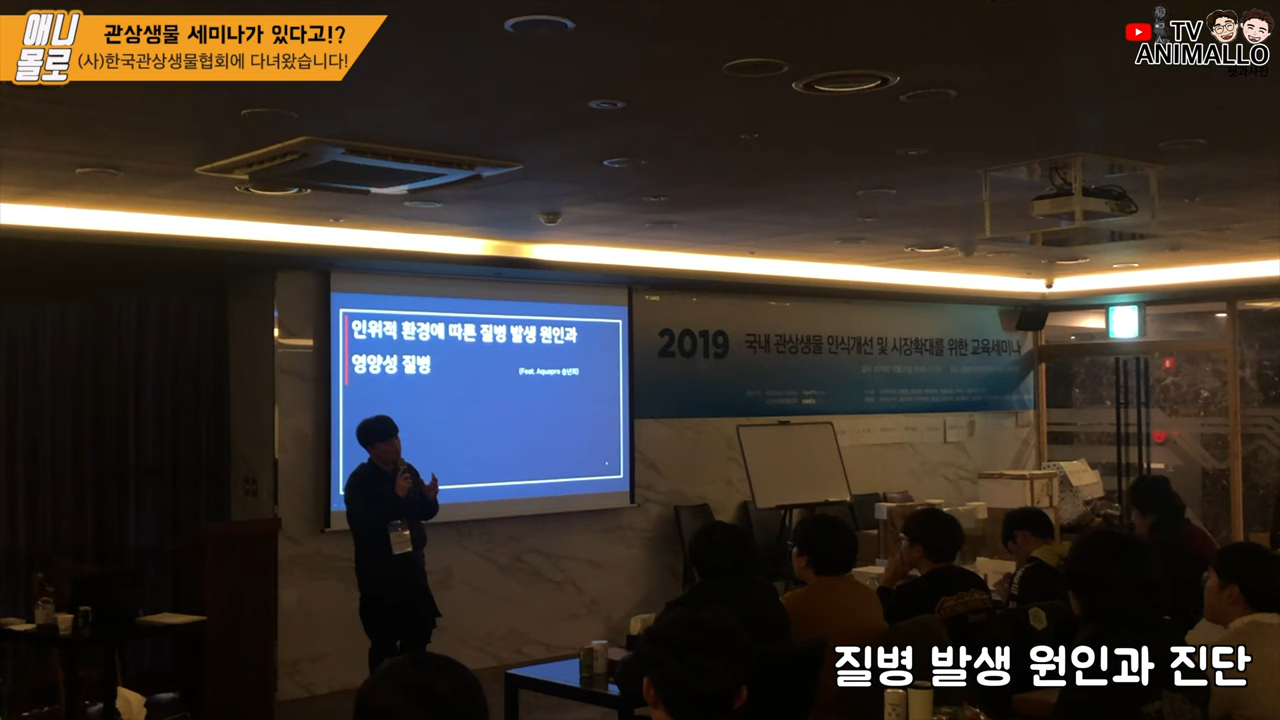 애니
몰로
관상생물 세미나가 있다고!?
(사)한국관상생물협회에 다녀왔습니다!
TV
ANIMALLO
인위적 환경에 따른 질병 발생 원인과
영양성 질병
(Feat. Aquapro 송년회)
2019 국내 관상생물 인식개선 및 시장확대를 위한 교육세미나
질병 발생 원인과 진단